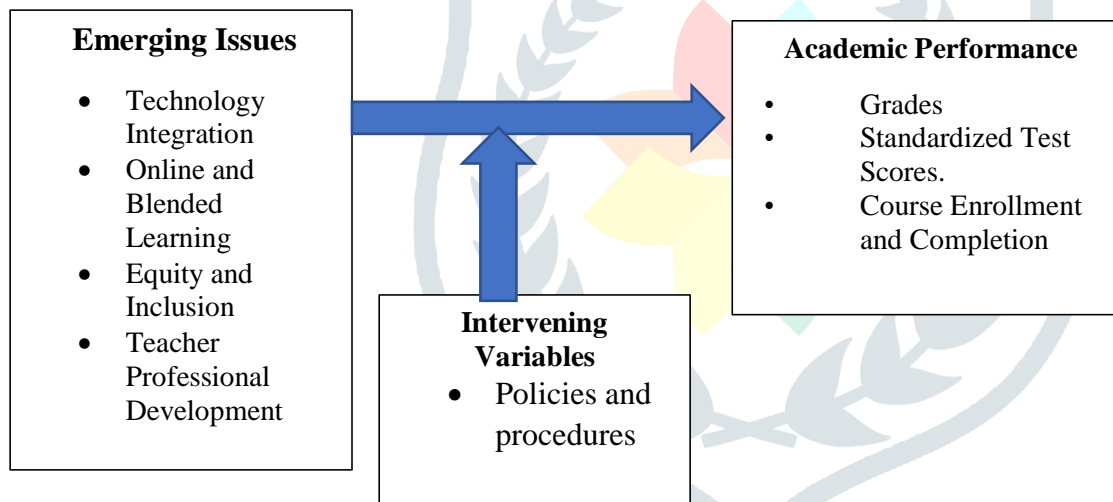 Emerging Issues
• Technology
Integration
• Online and
Blended
Learning
• Equity and
Inclusion
• Teacher
Professional
Development
Academic Performance
• Grades
• Standardized Test
Scores.
• Course Enrollment
and Completion
Intervening
Variables
• Policies and
procedures